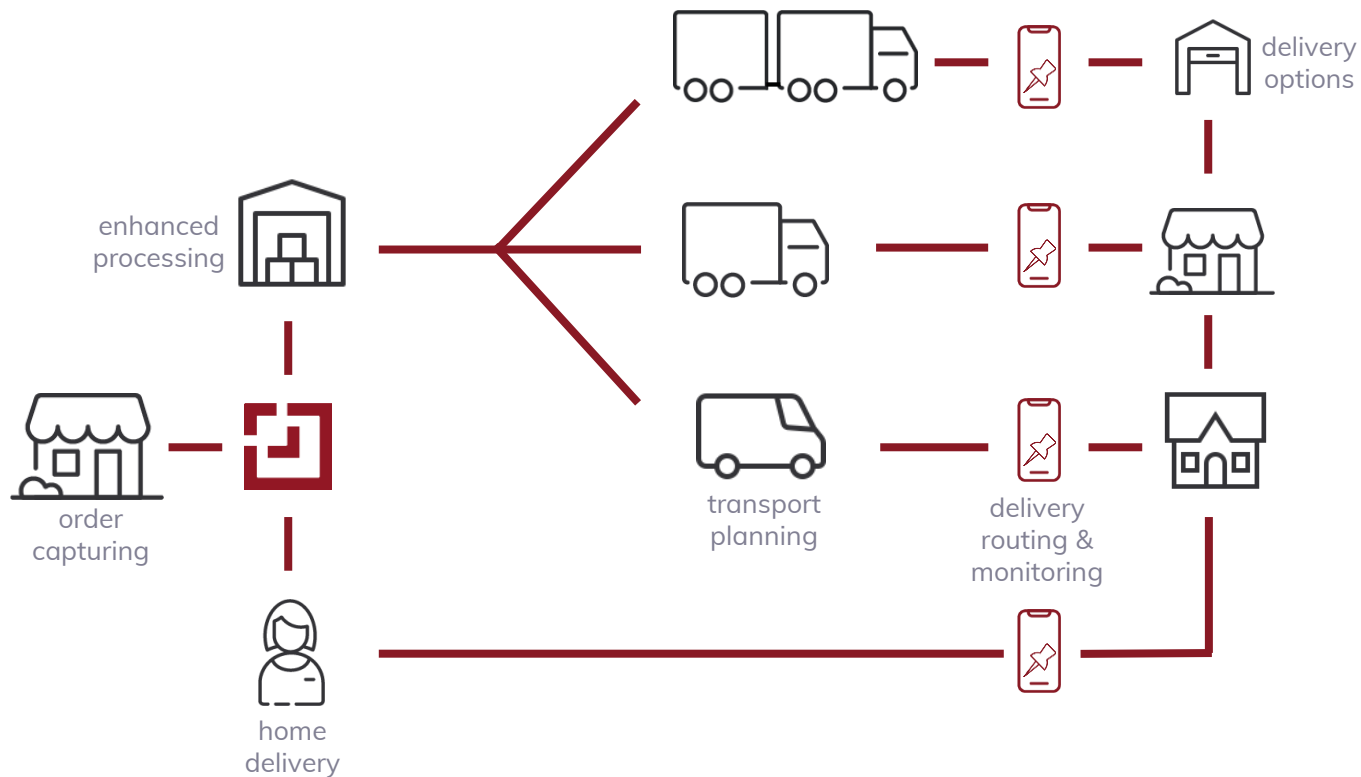 delivery
options
enhanced
processing
order
capturing
transport
planning
delivery
routing &
monitoring
home
delivery